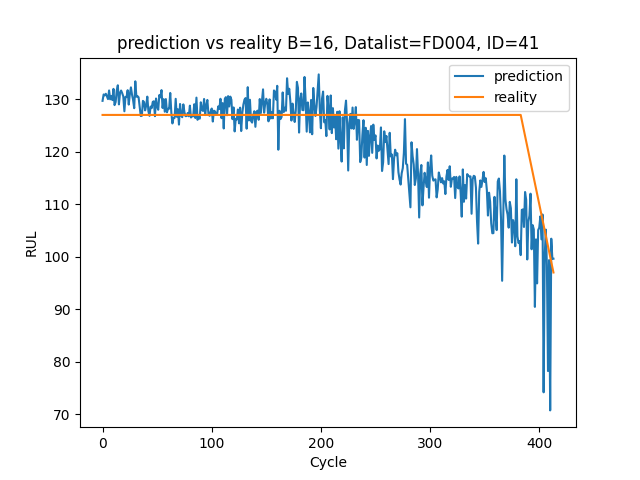 prediction vs reality B=16, Datalist=FD004, ID=41
prediction
reality
RUL
130
120
110
100
90
80
70
0 100 200 300 400
Cycle